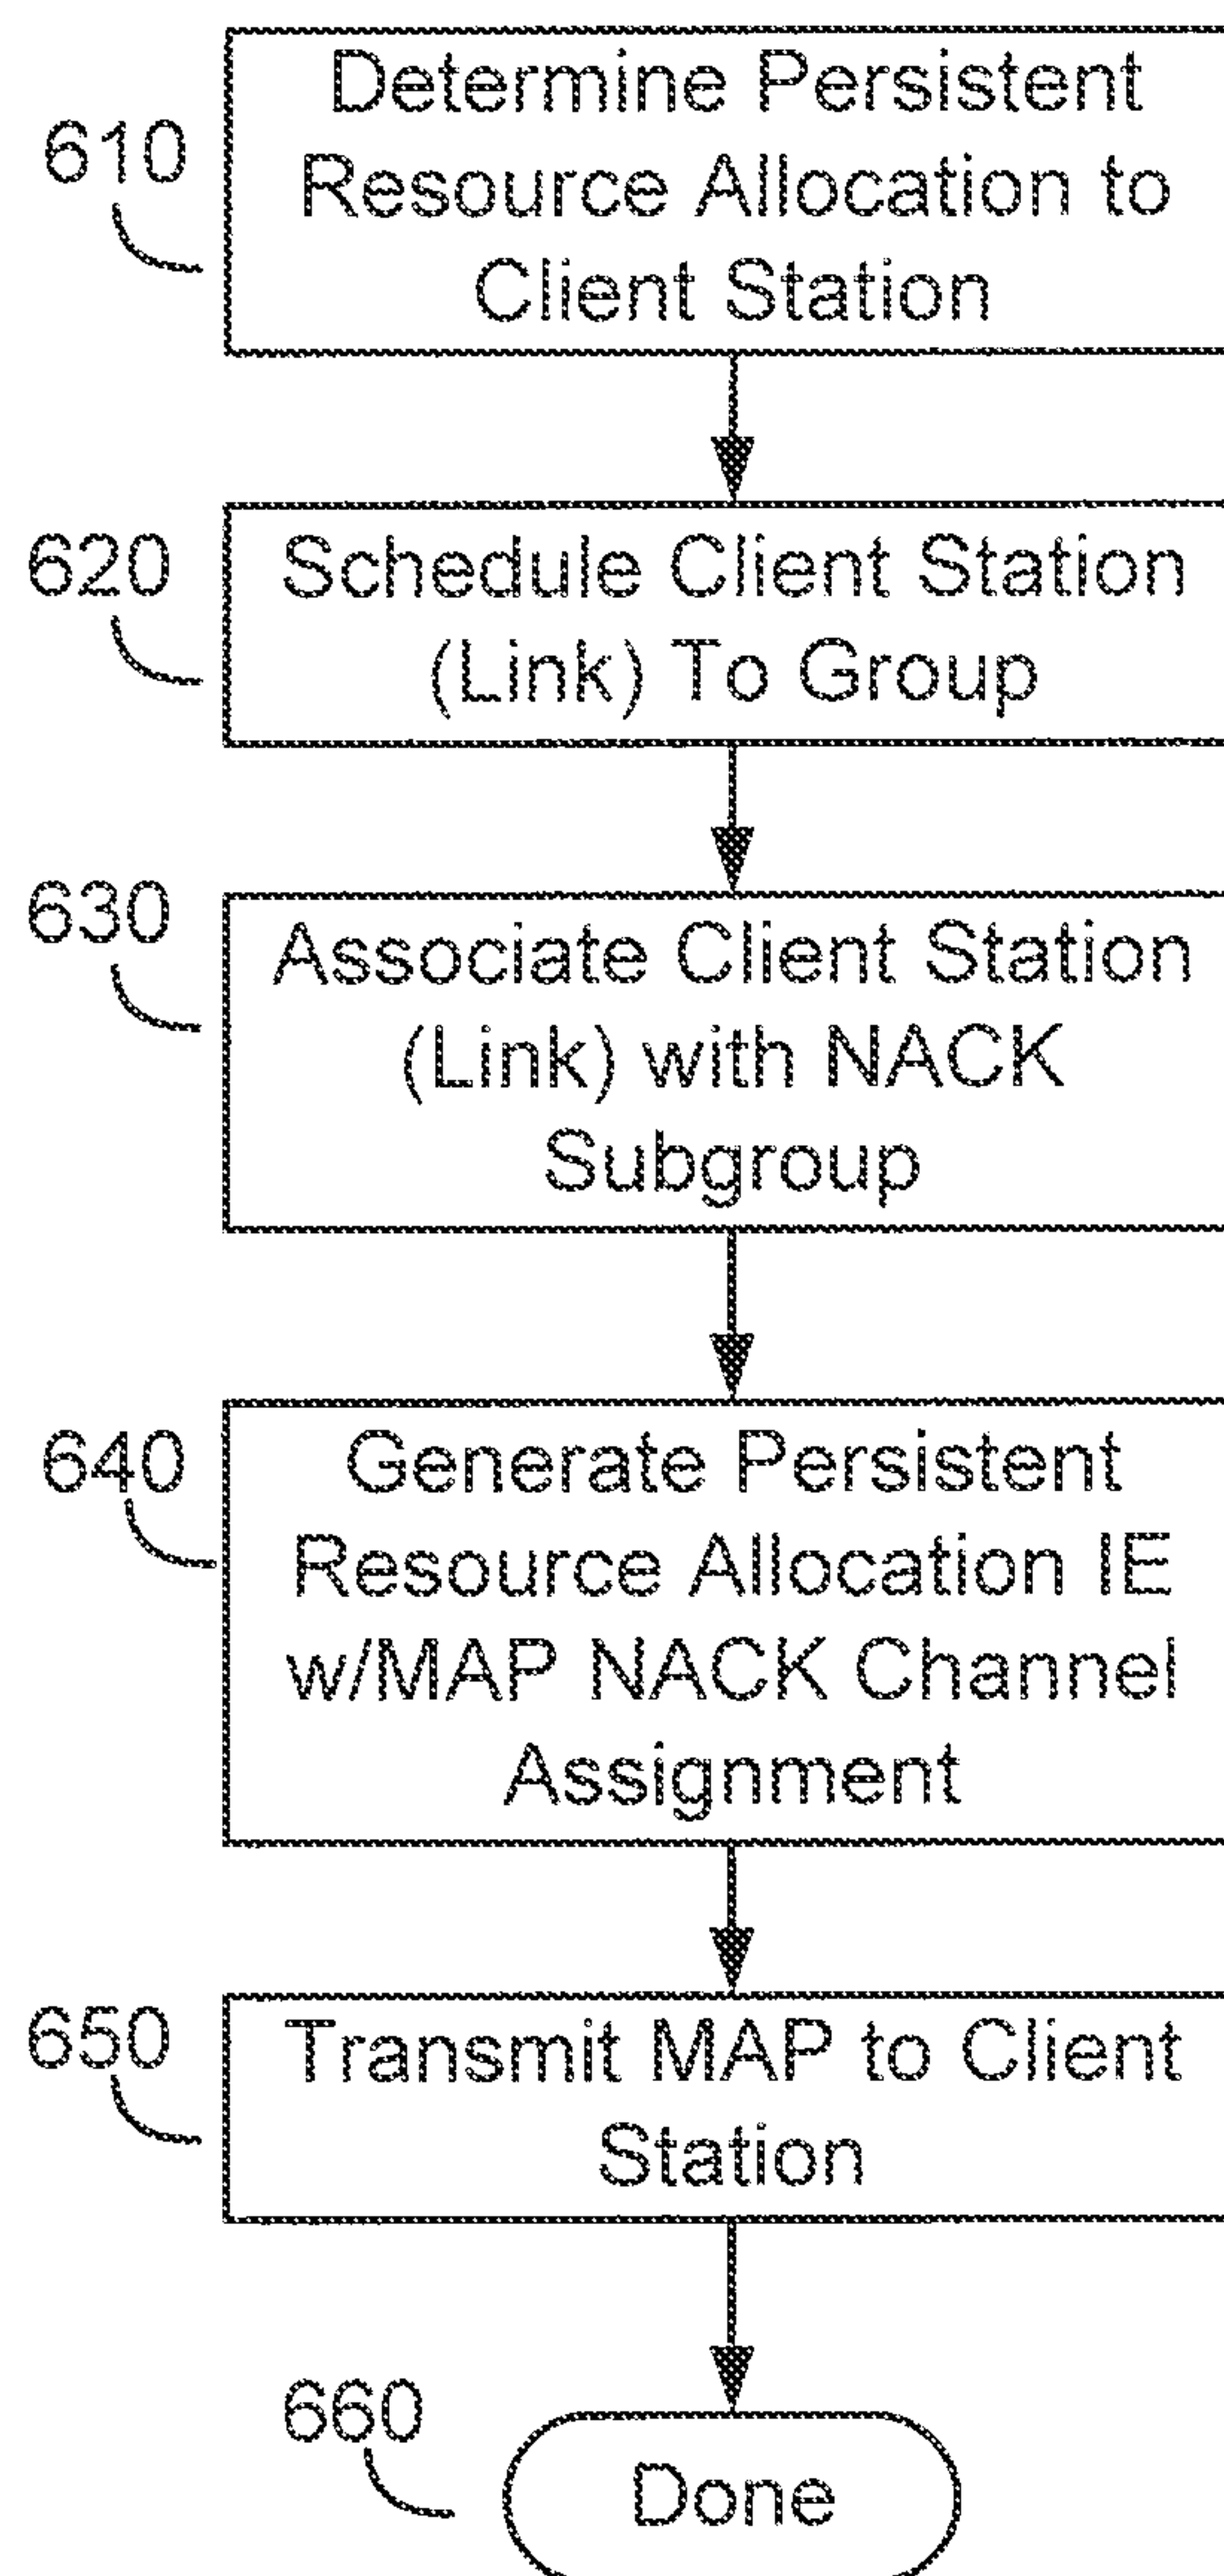 610
Determine Persistent
Resource Allocation to
Client Station
620
Schedule Client Station
(Link) To Group
630
Associate Client Station
(Link) with NACK
Subgroup
640
Generate Persistent
Resource Allocation IE
w/MAP NACK Channel
Assignment
650
Transmit MAP to Client
Station
660
Done